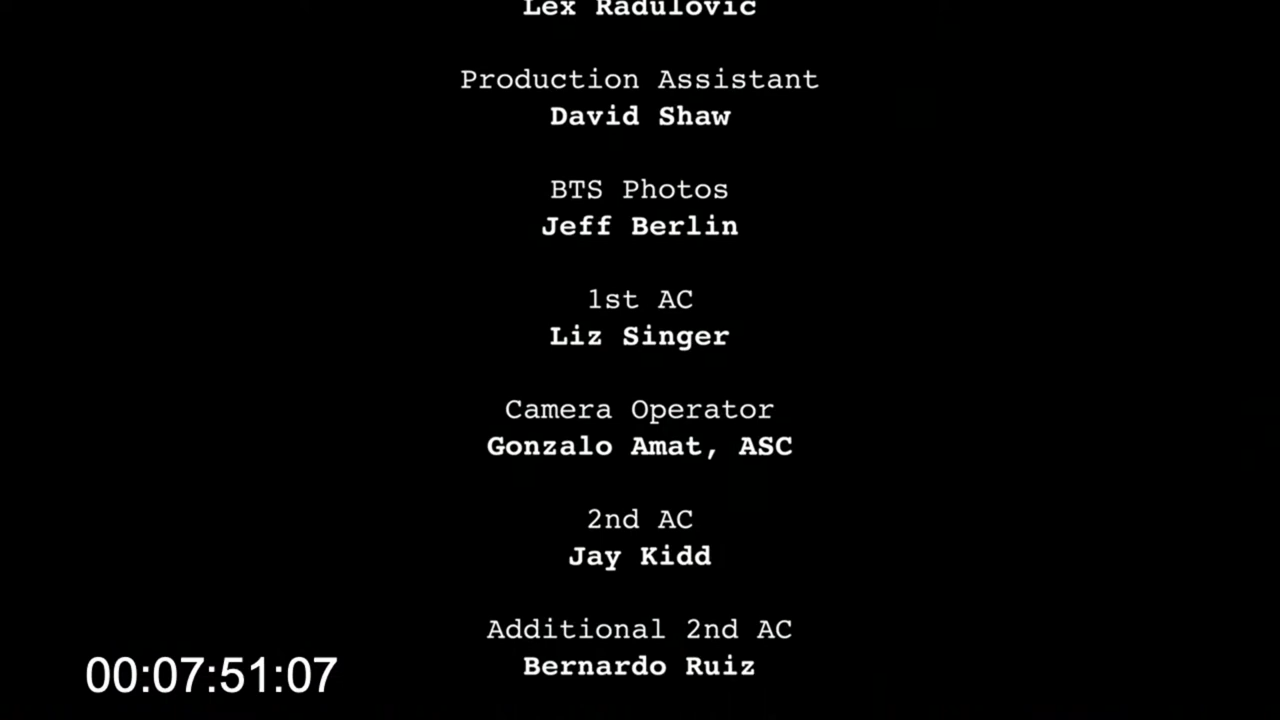 Lex Radulovic
Production Assistant
David Shaw
BTS Photos
Jeff Berlin
1st AC
Liz Singer
Camera Operator
Gonzalo Amat, ASC
2nd AC
Jay Kidd
Additional 2nd AC
Bernardo Ruiz
00:07:51:07